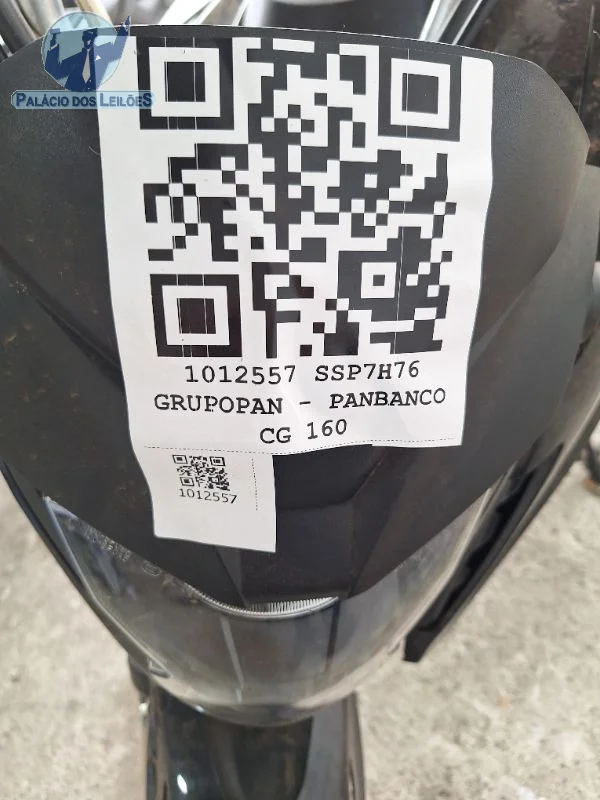 PALÁCIO DOS LEILÕES
1012557 SSP7H76
GRUPOPAN - PANBANCO
CG 160
1012557